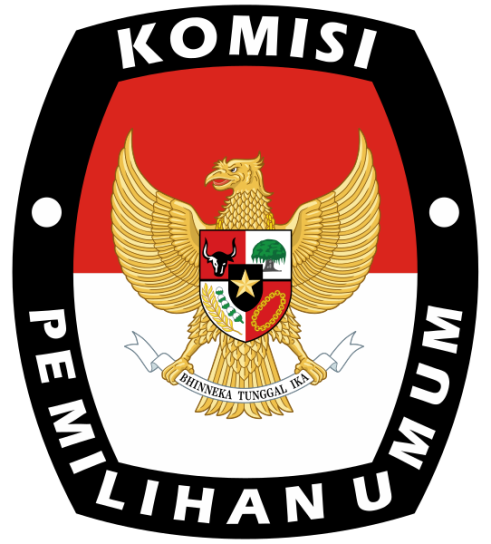 KOMISI
PEMILIHAN UMUM
BHINNEKA TUNGGAL IKA